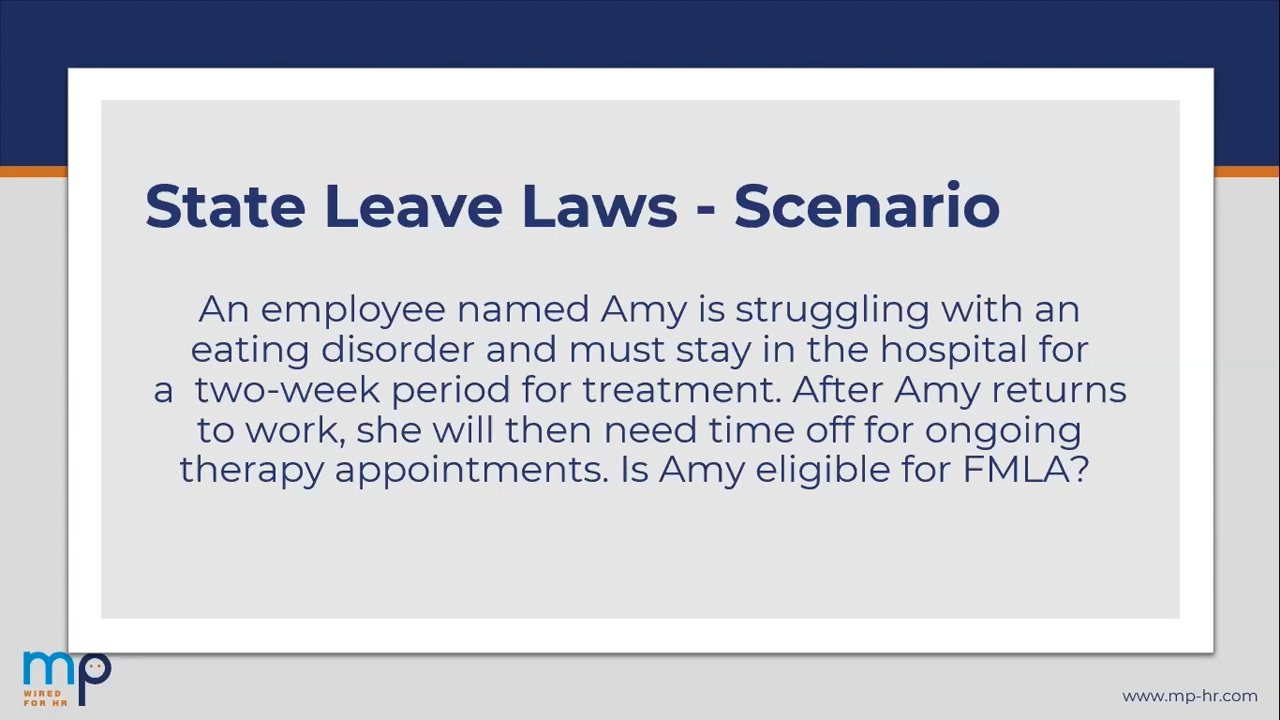 State Leave Laws - Scenario
An employee named Amy is struggling with an
eating disorder and must stay in the hospital for
a  two-week period for treatment. After Amy returns
to work, she will then need time off for ongoing
therapy appointments. Is Amy eligible for FMLA?
mp
WIRED
FOR HR
www.mp-hr.com